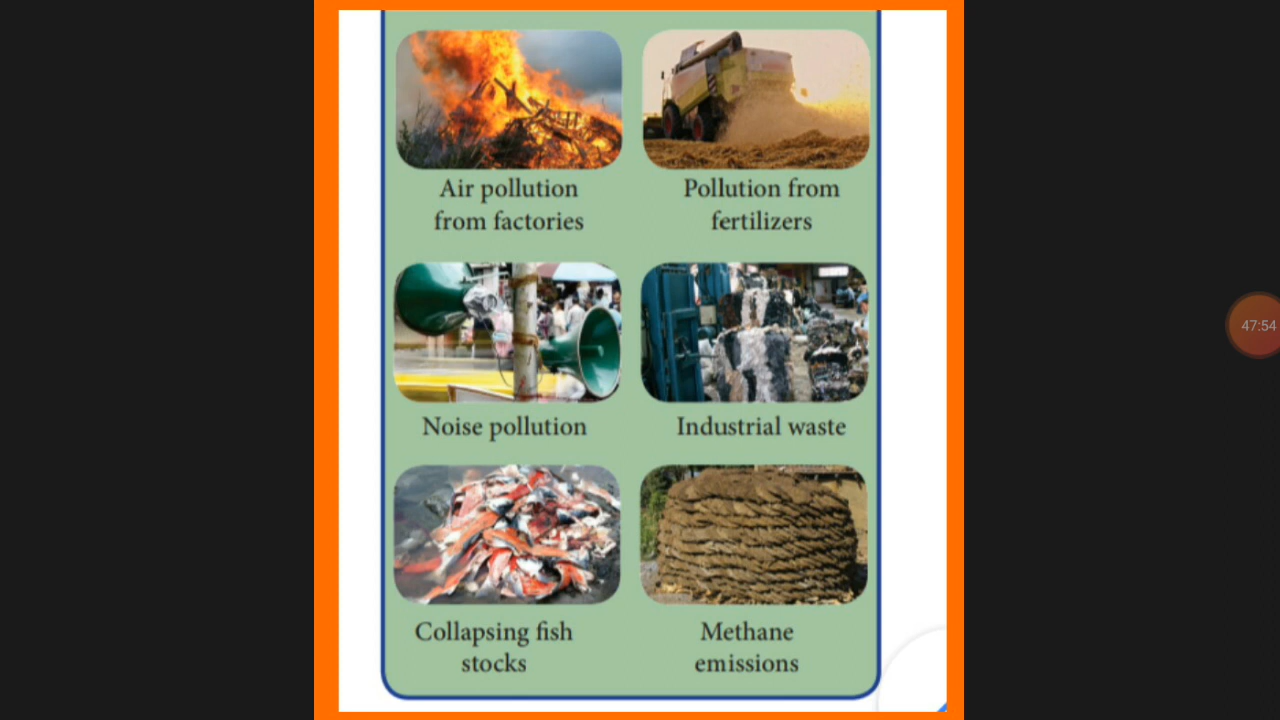 Air pollution
from factories
Pollution from
fertilizers
Noise pollution
Industrial waste
Collapsing fish
stocks
Methane
emissions
47:54